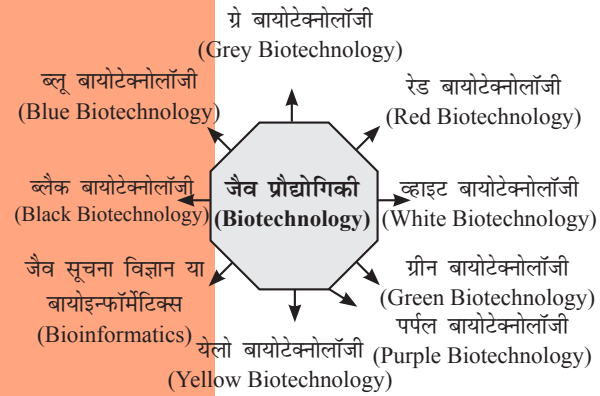 ग्रे बायोटेक्नोलॉजी
(Grey Biotechnology)
ब्लू बायोटेक्नोलॉजी
(Blue Biotechnology)
रेड बायोटेक्नोलॉजी
(Red Biotechnology)
ब्लैक बायोटेक्नोलॉजी
(Black Biotechnology)
जैव प्रौद्योगिकी
(Biotechnology)
व्हाइट बायोटेक्नोलॉजी
(White Biotechnology)
जैव सूचना विज्ञान या
बायोइन्फॉर्मेटिक्स
(Bioinformatics)
ग्रीन बायोटेक्नोलॉजी
(Green Biotechnology)
पर्पल बायोटेक्नोलॉजी
(Purple Biotechnology)
येलो बायोटेक्नोलॉजी
(Yellow Biotechnology)